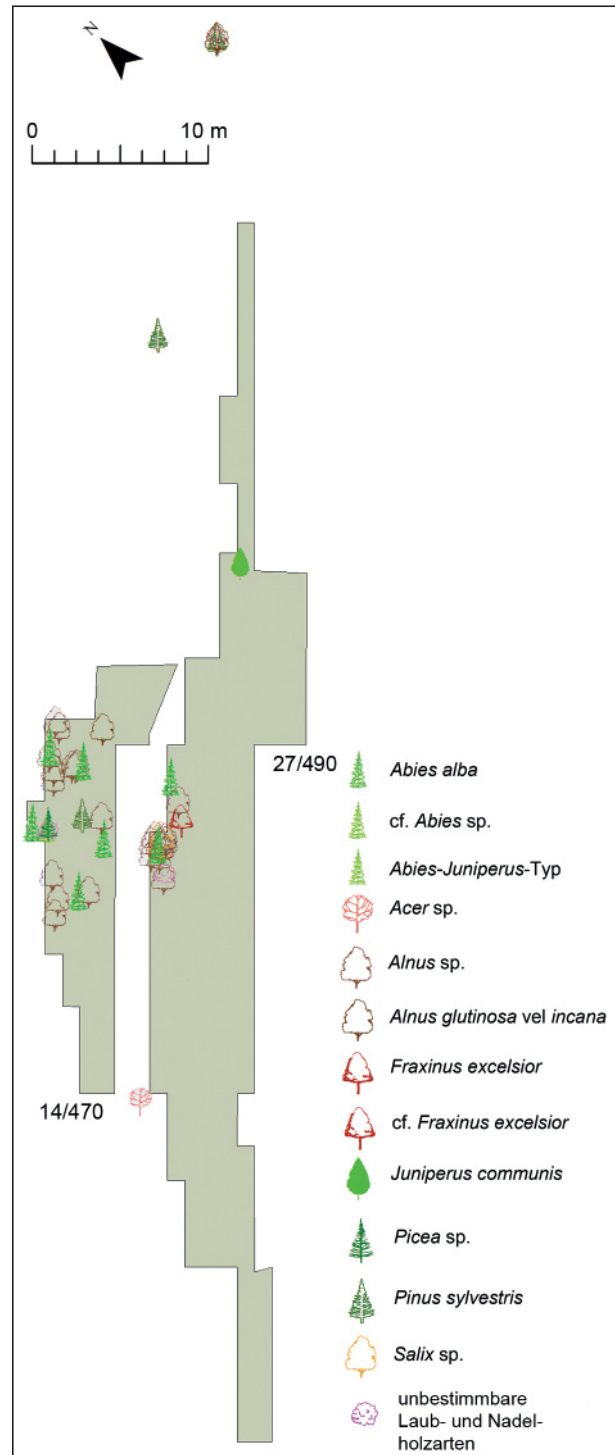 N
0 10 m
27/490
14/470
Abies alba
cf. Abies sp.
Abies-Juniperus-Typ
Acer sp.
Alnus sp.
Alnus glutinosa vel incana
Fraxinus excelsior
cf. Fraxinus excelsior
Juniperus communis
Picea sp.
Pinus sylvestris
Salix sp.
unbestimmbare
Laub- und Nadel-
holzarten